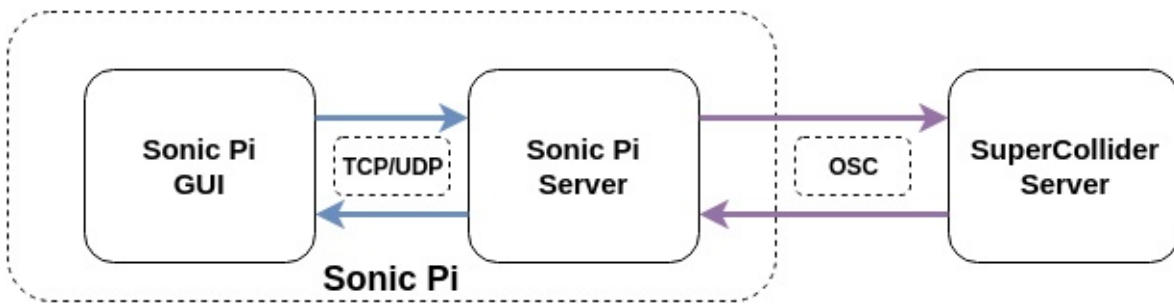 Sonic Pi
GUI
TCP/UDP
Sonic Pi
Server
OSC
SuperCollider
Server
Sonic Pi